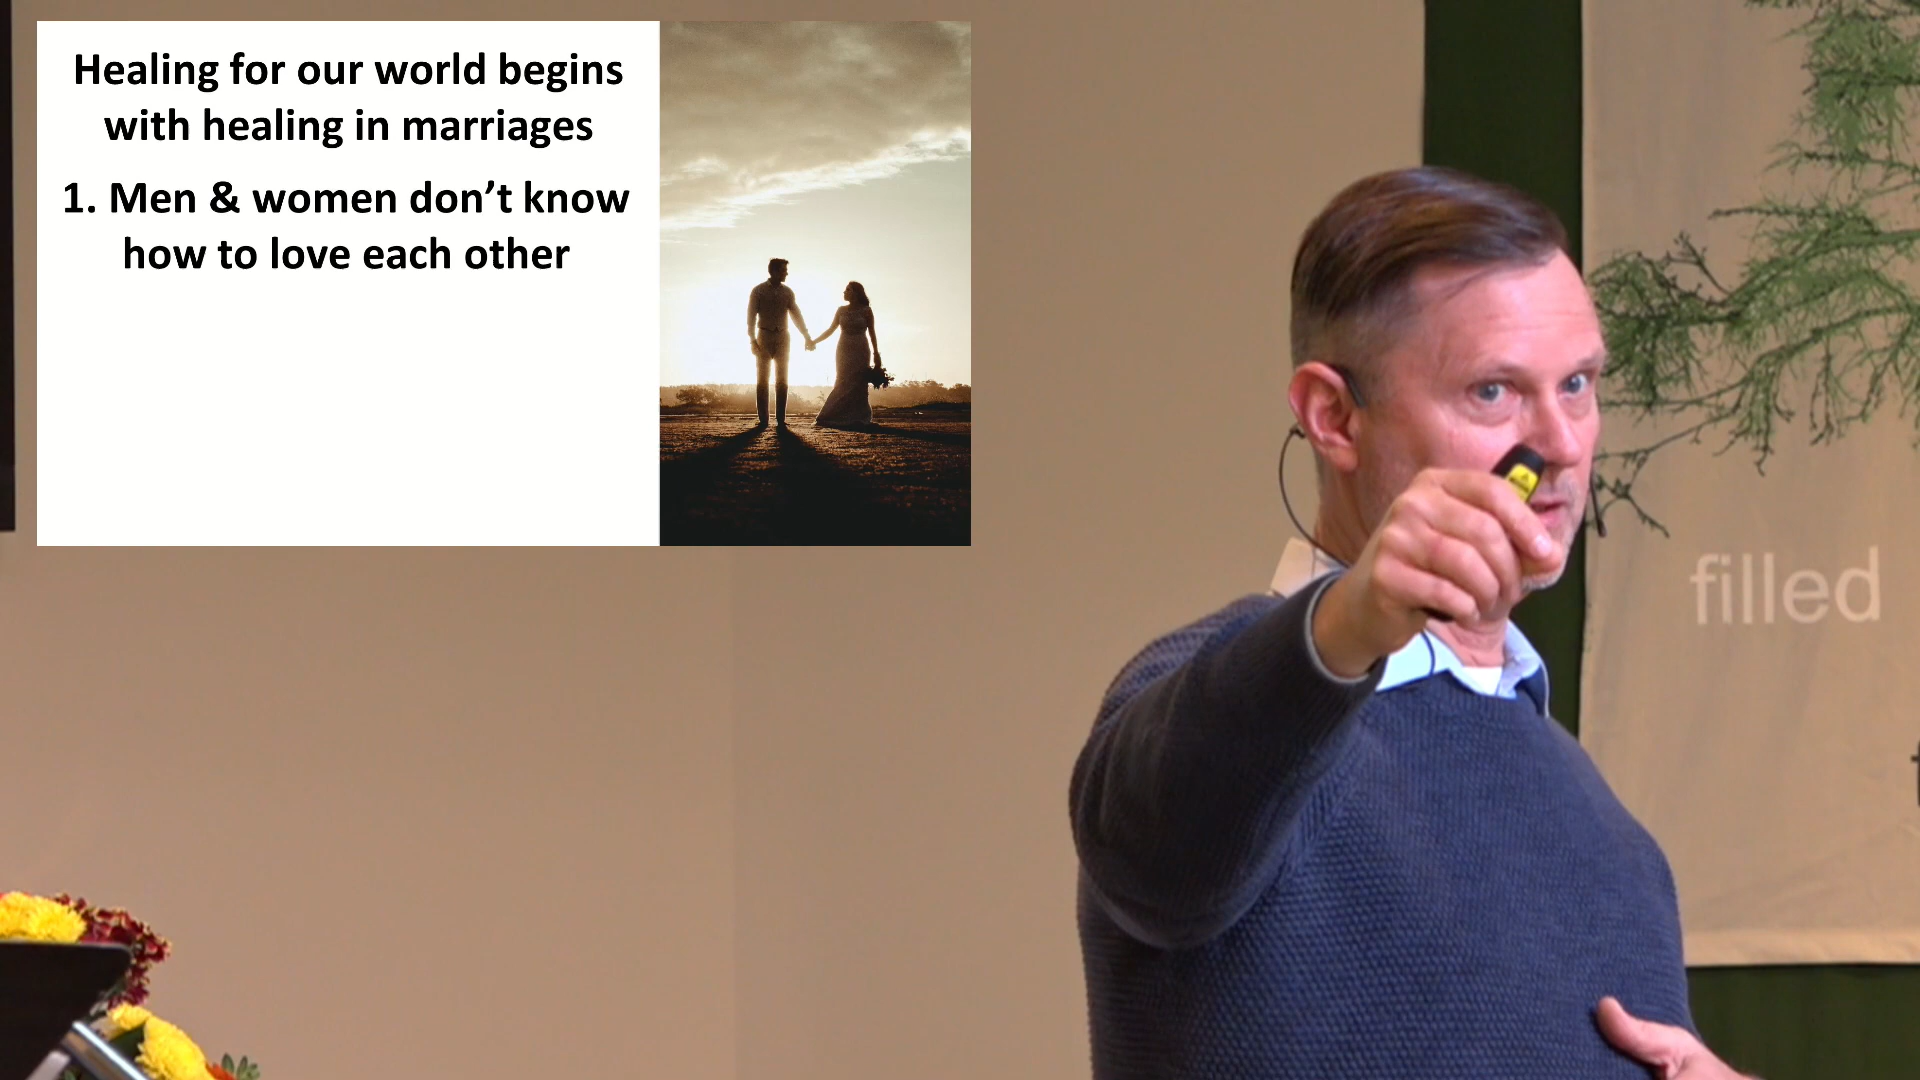 Healing for our world begins
with healing in marriages
1. Men & women don’t know
how to love each other
filled